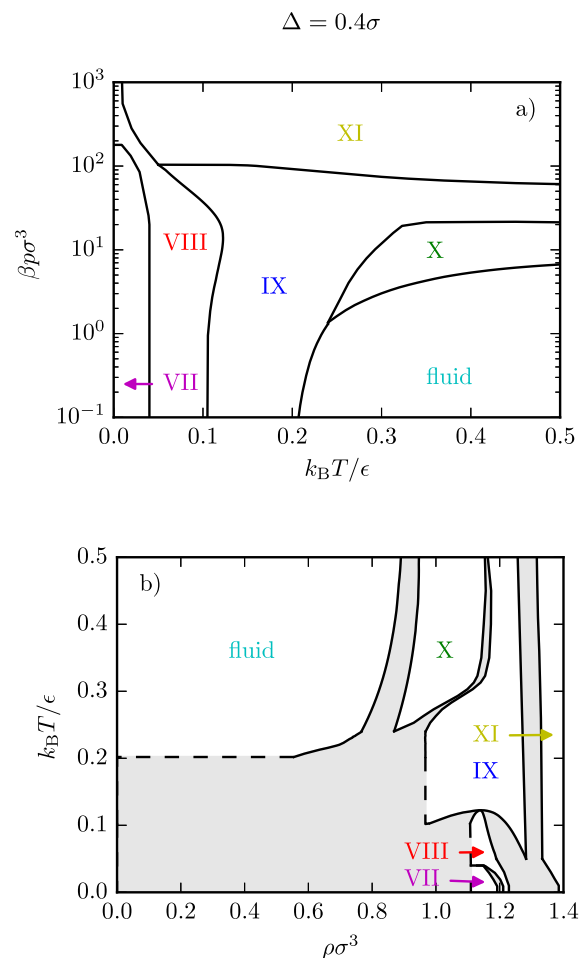 Δ = 0.4σ
10³
a)
XI
10²
βpσ³
VIII
10¹
X
IX
10⁰
VII
fluid
10⁻¹
0.0 0.1 0.2 0.3 0.4 0.5
k_B T/ϵ
0.5
b)
0.4
fluid X
0.3
k_B T/ϵ
XI
0.2
IX
0.1
VIII
VII
0.0
0.0 0.2 0.4 0.6 0.8 1.0 1.2 1.4
ρσ³